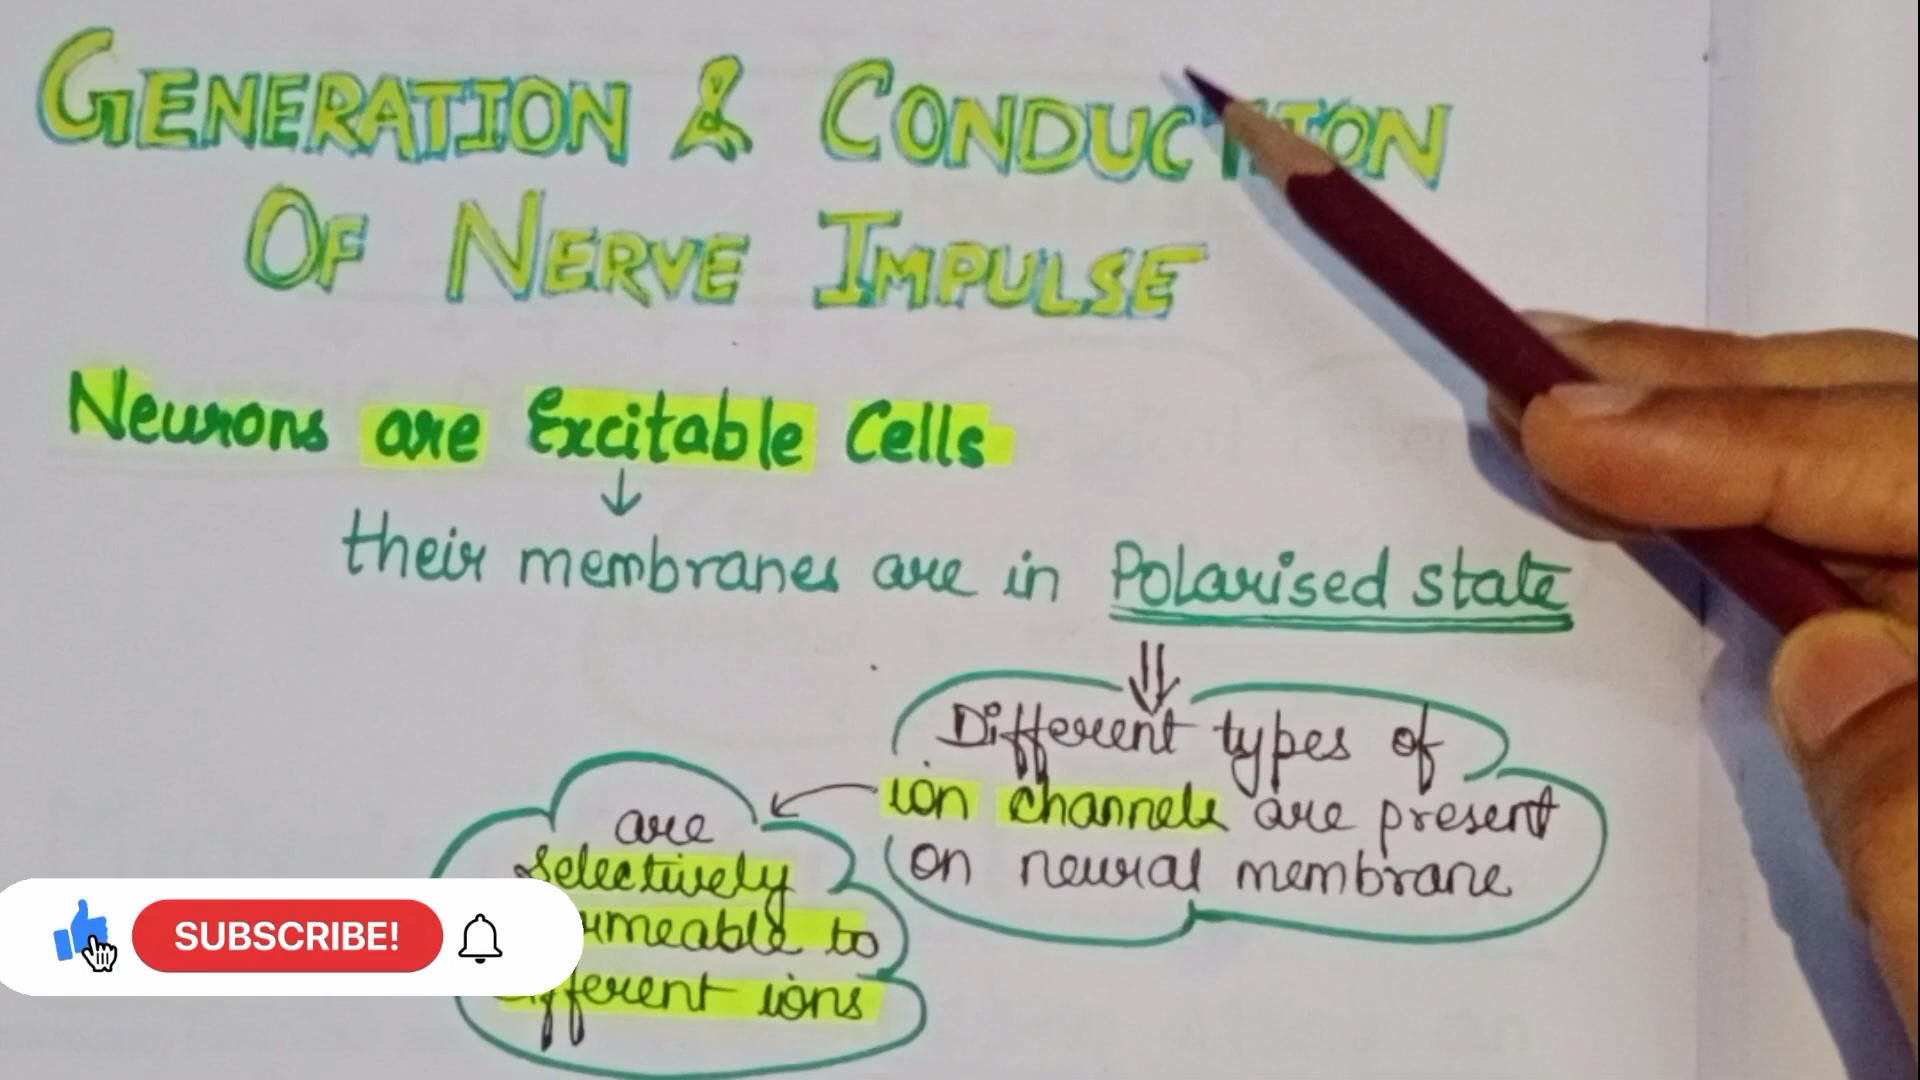 GENERATION & CONDUCTION
OF NERVE IMPULSE
Neurons are Excitable Cells
their membranes are in Polarised state
Different types of
ion channels are present
on neural membrane
are
selectively
to
ions
SUBSCRIBE!